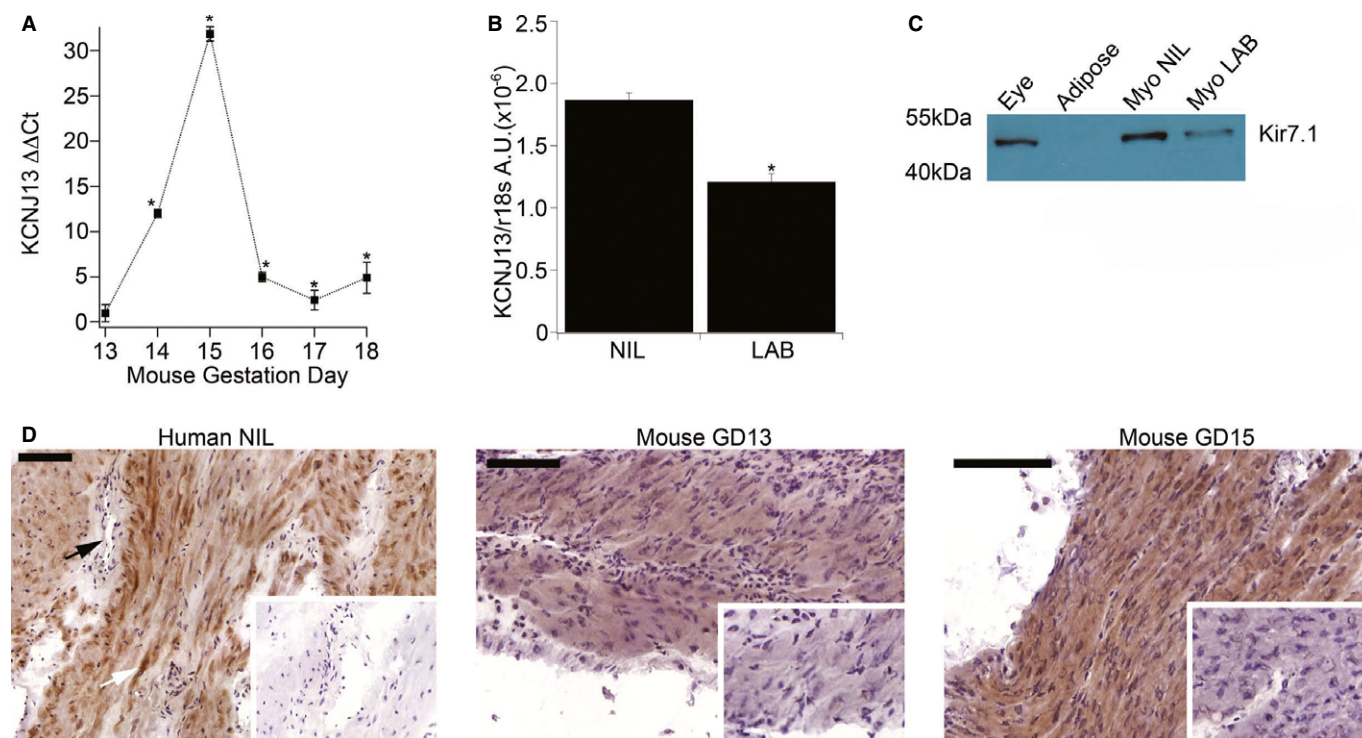 A
KCNJ13 ΔΔCt
30
25
20
15
10
5
0
*
*
*
*
*
13 14 15 16 17 18
Mouse Gestation Day
B
KCNJ13/r18s A.U.(x10⁻⁶)
2.5
2.0
1.5
1.0
0.5
0
*
NIL LAB
C
Eye Adipose Myo NIL Myo LAB
55kDa
40kDa
Kir7.1
D
Human NIL
Mouse GD13
Mouse GD15